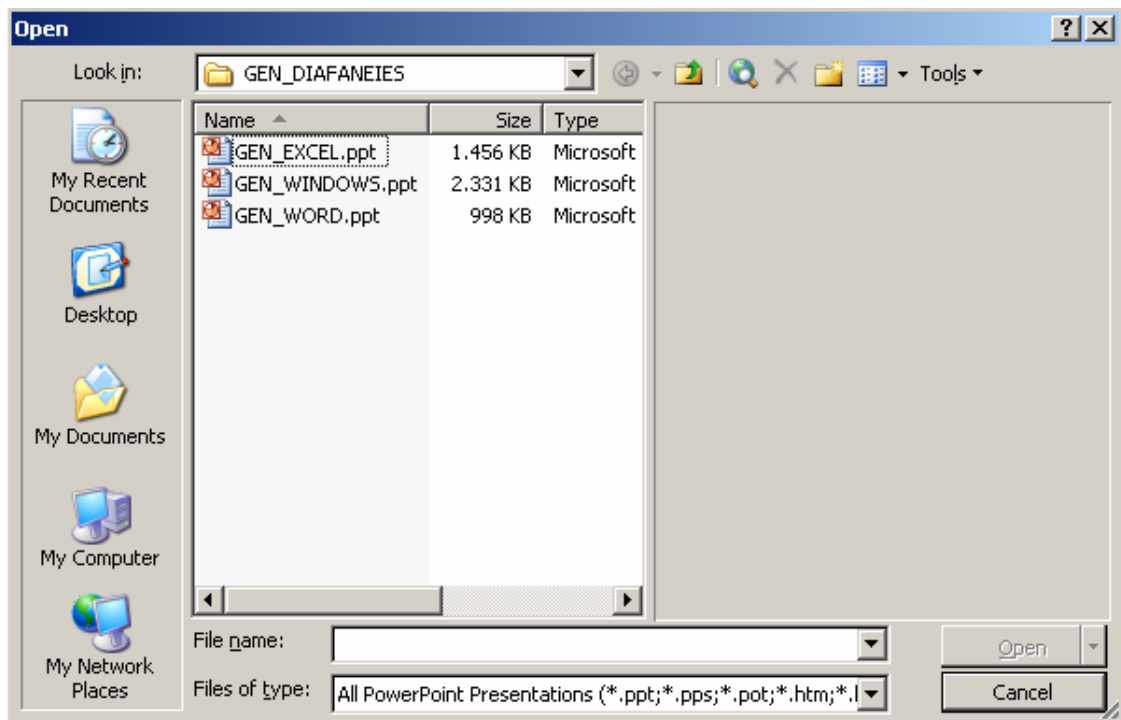 Open
Look in: GEN_DIAFANEIES Tools
Name Size Type
GEN_EXCEL.ppt 1.456 KB Microsoft
GEN_WINDOWS.ppt 2.331 KB Microsoft
GEN_WORD.ppt 998 KB Microsoft
My Recent
Documents
Desktop
My Documents
My Computer
My Network
Places
File name: Open
Files of type: All PowerPoint Presentations (*.ppt;*.pps;*.pot;*.htm;*. Cancel